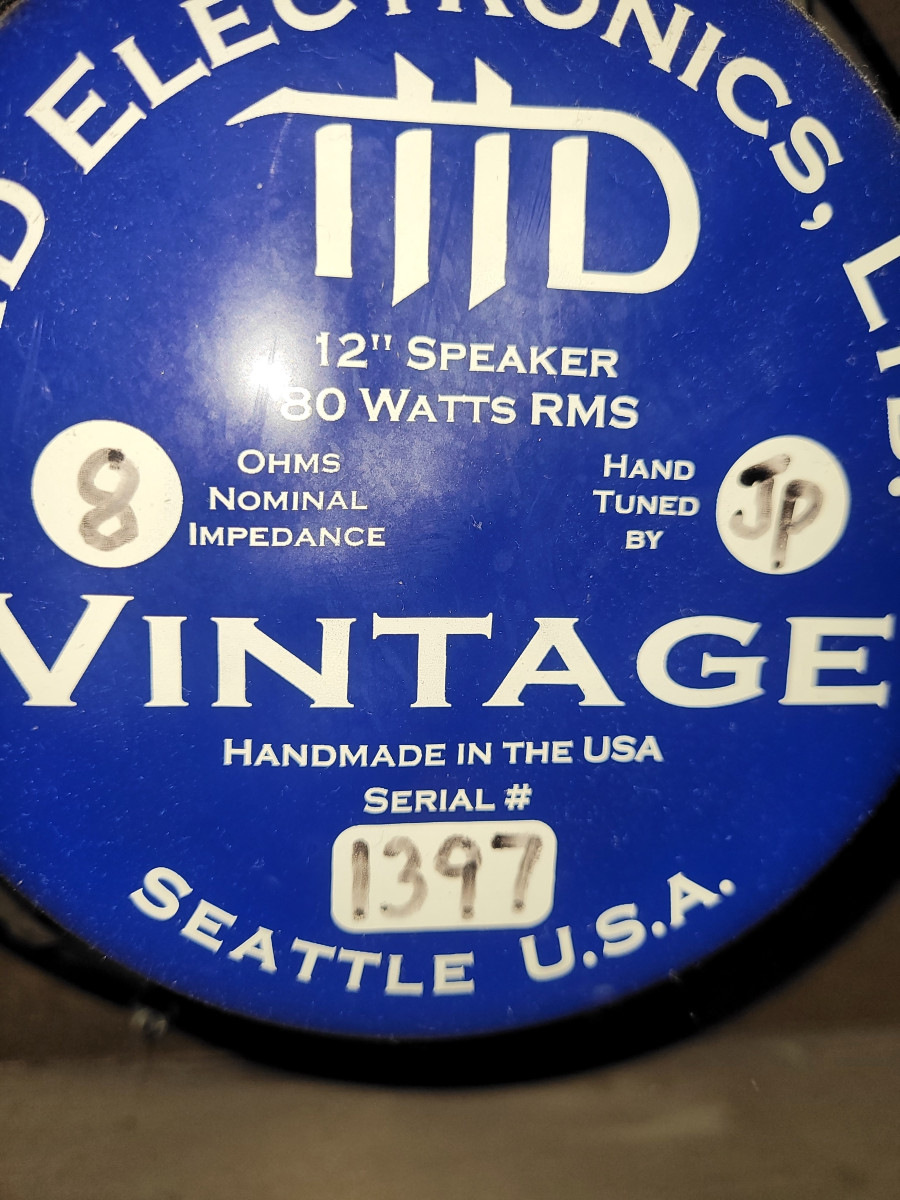 D ELECTRONICS, LTD.
THD
12" SPEAKER
80 WATTS RMS
8
OHMS
NOMINAL
IMPEDANCE
HAND
TUNED
BY
JP
VINTAGE
HANDMADE IN THE USA
SERIAL #
1397
SEATTLE U.S.A.